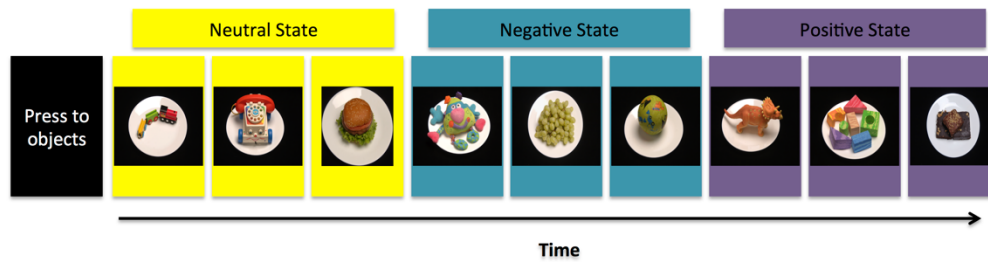 Neutral State
Negative State
Positive State
Press to
objects
Time